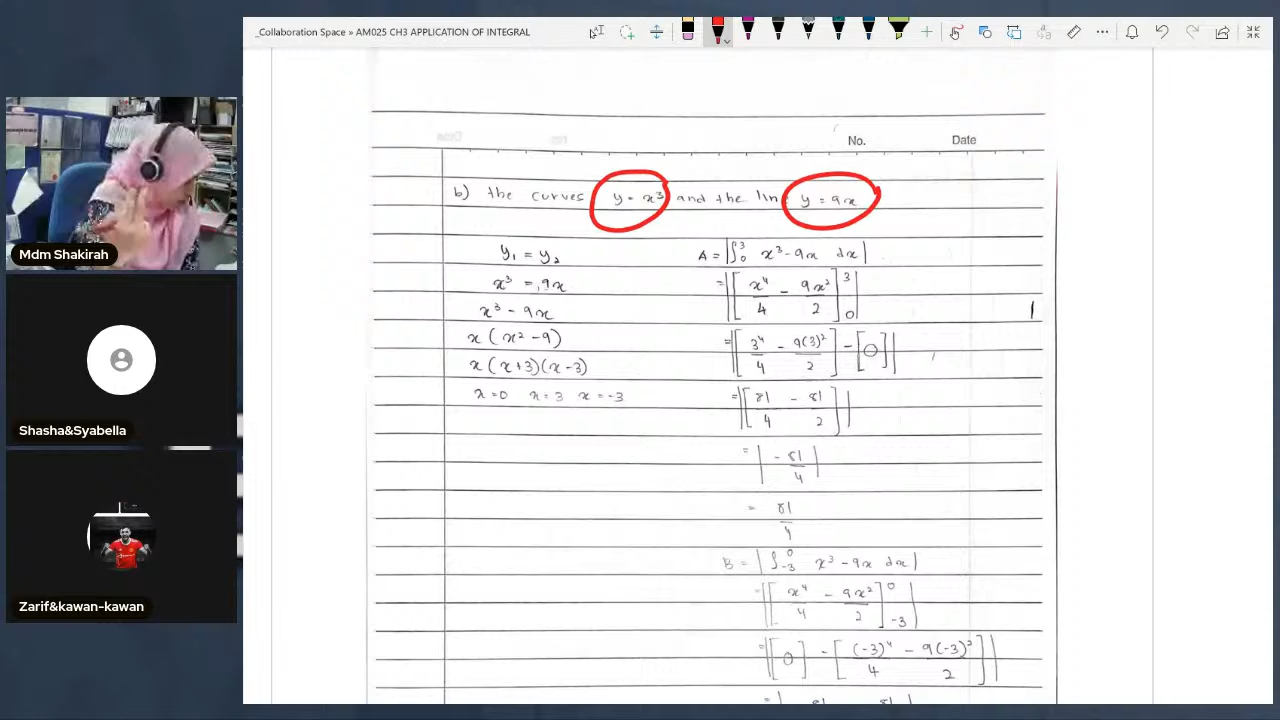 _Collaboration Space » AM025 CH3 APPLICATION OF INTEGRAL
No. Date
b) the curves y = x³ and the lin y = 9x
y₁ = y₂
x³ = 9x
x³ - 9x
x (x² - 9)
x (x+3)(x-3)
x=0 x=3 x=-3
A = |∫₀³ x³-9x dx|
= |[x⁴/4 - 9x²/2]³₀|
= |[3⁴/4 - 9(3)²/2] - [0]|
= |[81/4 - 81/2]|
= |-81/4|
= 81/4
B = |∫₋₃⁰ x³-9x dx|
= |[x⁴/4 - 9x²/2]⁰₋₃|
= |[0] - [(-3)⁴/4 - 9(-3)²/2]|
Mdm Shakirah
Shasha&Syabella
Zarif&kawan-kawan